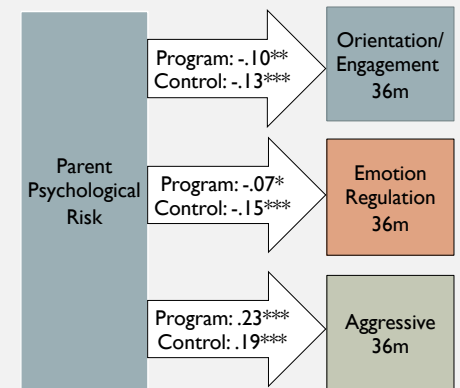 Parent
Psychological
Risk
Program: -.10**
Control: -.13***
Orientation/
Engagement
36m
Program: -.07*
Control: -.15***
Emotion
Regulation
36m
Program: .23***
Control: .19***
Aggressive
36m